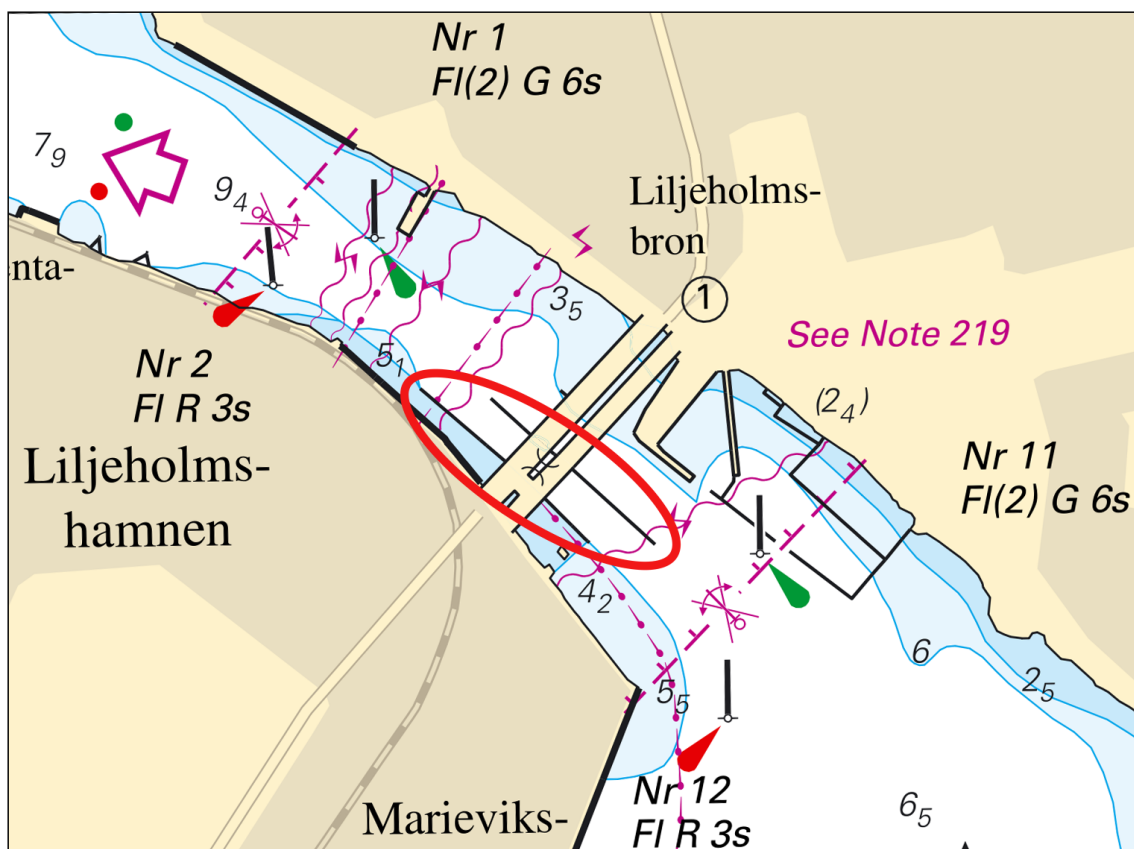 Nr 1
Fl(2) G 6s
7₉
9₄
Liljeholms-
bron
nta-
3₅
1
See Note 219
5₁
Nr 2
Fl R 3s
(2₄)
Liljeholms-
hamnen
Nr 11
Fl(2) G 6s
4₂
6
2₅
5₅
Nr 12
Fl R 3s
6₅
Marieviks-